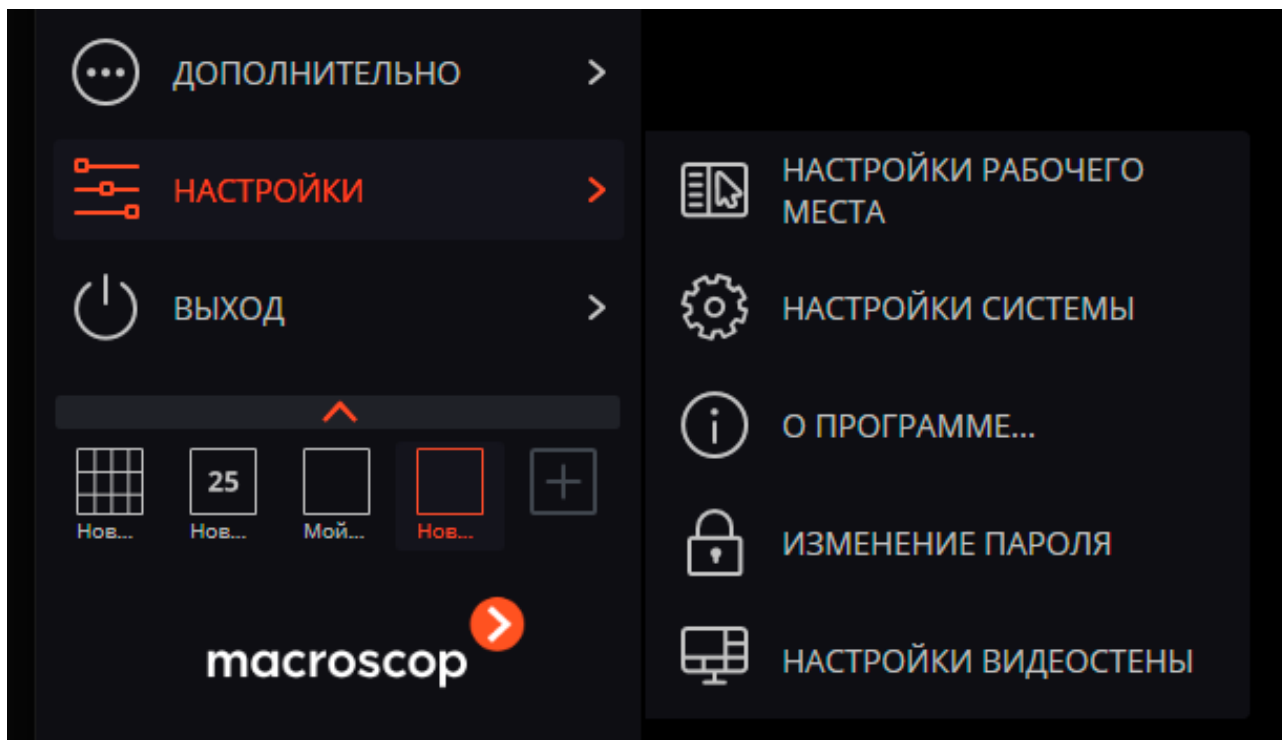 ДОПОЛНИТЕЛЬНО
НАСТРОЙКИ
ВЫХОД
25
Нов...
Нов...
Мой...
Нов...
macroscop
НАСТРОЙКИ РАБОЧЕГО
МЕСТА
НАСТРОЙКИ СИСТЕМЫ
О ПРОГРАММЕ...
ИЗМЕНЕНИЕ ПАРОЛЯ
НАСТРОЙКИ ВИДЕОСТЕНЫ